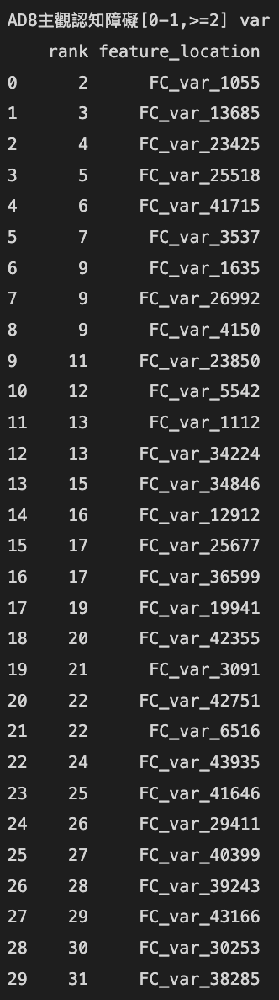 AD8主觀認知障礙[0-1,>=2] var
rank feature_location
0 2 FC_var_1055
1 3 FC_var_13685
2 4 FC_var_23425
3 5 FC_var_25518
4 6 FC_var_41715
5 7 FC_var_3537
6 9 FC_var_1635
7 9 FC_var_26992
8 9 FC_var_4150
9 11 FC_var_23850
10 12 FC_var_5542
11 13 FC_var_1112
12 13 FC_var_34224
13 15 FC_var_34846
14 16 FC_var_12912
15 17 FC_var_25677
16 17 FC_var_36599
17 19 FC_var_19941
18 20 FC_var_42355
19 21 FC_var_3091
20 22 FC_var_42751
21 22 FC_var_6516
22 24 FC_var_43935
23 25 FC_var_41646
24 26 FC_var_29411
25 27 FC_var_40399
26 28 FC_var_39243
27 29 FC_var_43166
28 30 FC_var_30253
29 31 FC_var_38285